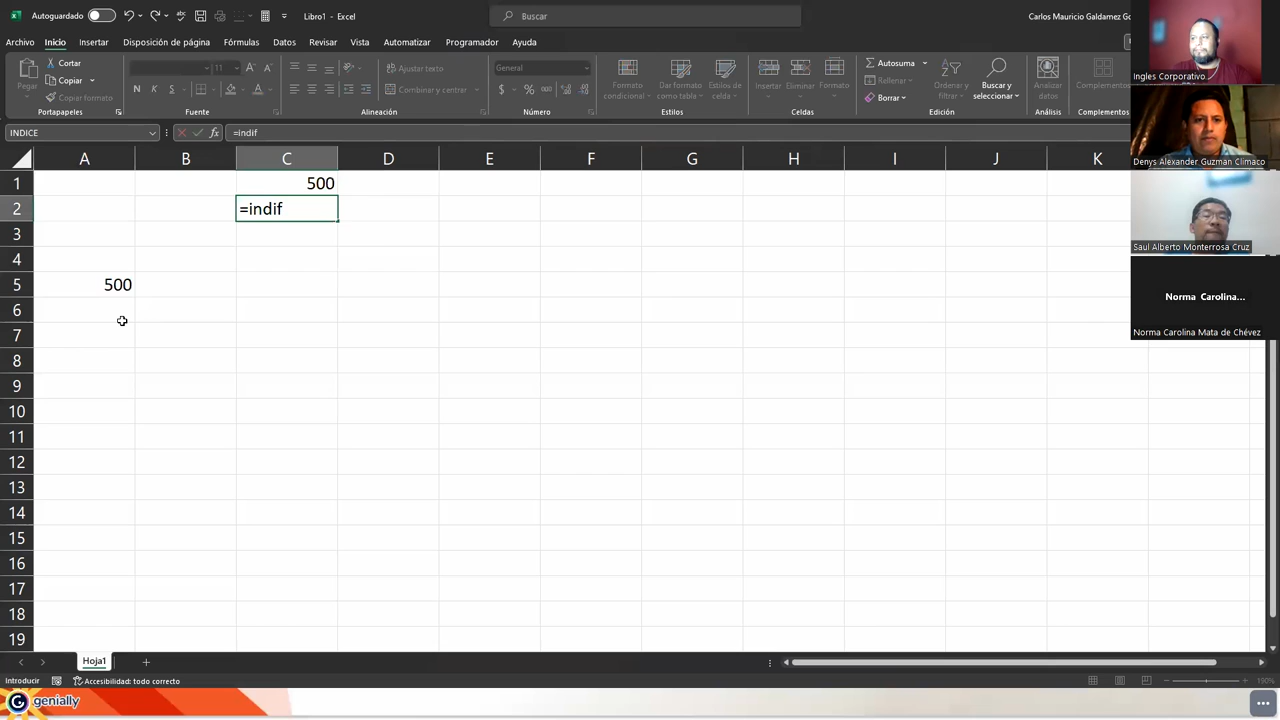 Autoguardado
Libro1 - Excel
Buscar
Carlos Mauricio Galdamez
Archivo Inicio Insertar Disposición de página Fórmulas Datos Revisar Vista Automatizar Programador Ayuda
Pegar
Cortar
Copiar
Copiar formato
Portapapeles
11
N K S
Fuente
Ajustar texto
Combinar y centrar
Alineación
General
$ % 000
Número
Formato condicional
Dar formato como tabla
Estilos de celda
Estilos
Insertar Eliminar Formato
Celdas
Autosuma
Rellenar
Borrar
Ordenar y filtrar
Buscar y seleccionar
Edición
Analizar datos
Análisis
Complementos
Complementos
INDICE
fx
=indif
A B C D E F G H I J K
1 500
2 =indif
3
4
5 500
6
7
8
9
10
11
12
13
14
15
16
17
18
19
Hoja1
Introducir
Accesibilidad: todo correcto
190%
genially
Ingles Corporativo
Denys Alexander Guzman Climaco
Saul Alberto Monterrosa Cruz
Norma Carolina...
Norma Carolina Mata de Chévez